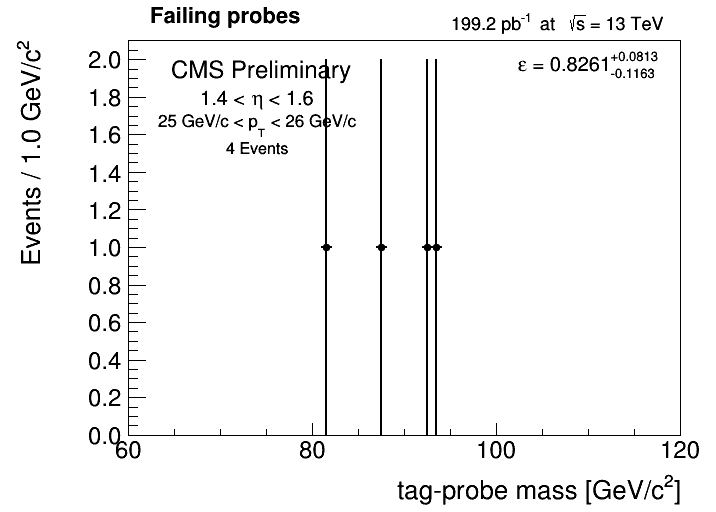 Failing probes
199.2 pb⁻¹ at √s = 13 TeV
CMS Preliminary
1.4 < η < 1.6
25 GeV/c < p_T < 26 GeV/c
4 Events
ε = 0.8261 +0.0813 -0.1163
Events / 1.0 GeV/c²
2.0
1.8
1.6
1.4
1.2
1.0
0.8
0.6
0.4
0.2
0.0
60 80 100 120
tag-probe mass [GeV/c²]